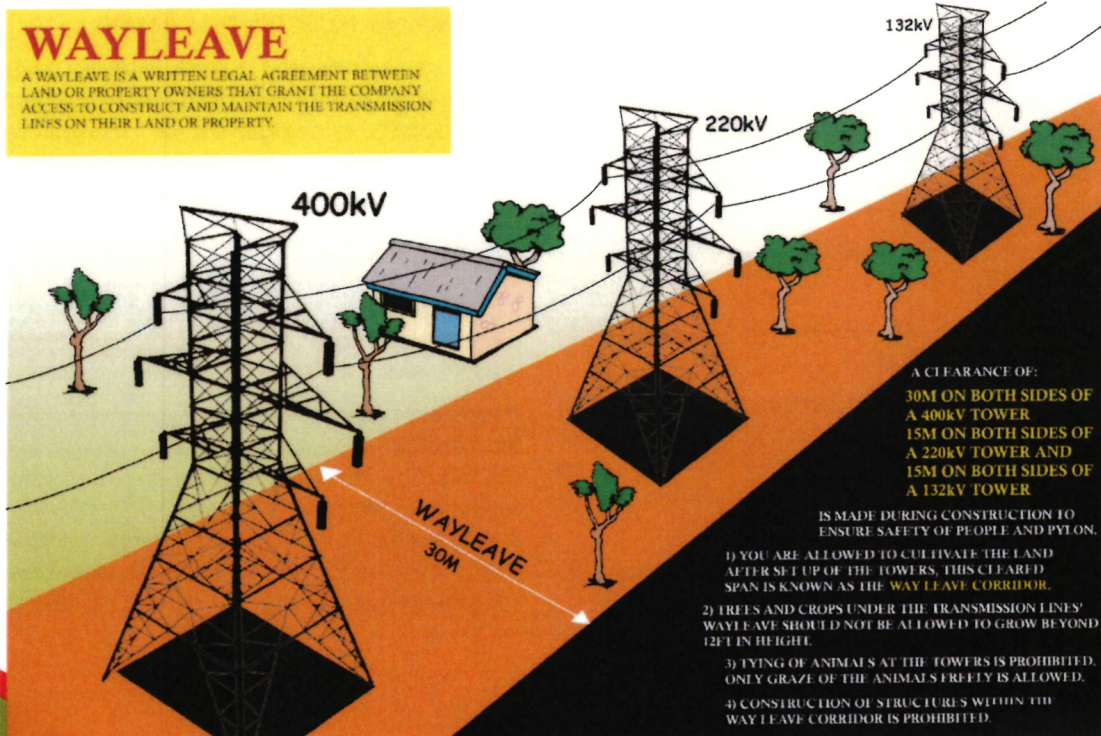 WAYLEAVE
A WAYLEAVE IS A WRITTEN LEGAL AGREEMENT BETWEEN
LAND OR PROPERTY OWNERS THAT GRANT THE COMPANY
ACCESS TO CONSTRUCT AND MAINTAIN THE TRANSMISSION
LINES ON THEIR LAND OR PROPERTY.
132kV
220kV
400kV
WAYLEAVE
30M
A CLEARANCE OF:
30M ON BOTH SIDES OF
A 400kV TOWER
15M ON BOTH SIDES OF
A 220kV TOWER AND
15M ON BOTH SIDES OF
A 132kV TOWER
IS MADE DURING CONSTRUCTION TO
ENSURE SAFETY OF PEOPLE AND PYLON.
1) YOU ARE ALLOWED TO CULTIVATE THE LAND
AFTER SET UP OF THE TOWERS, THIS CLEARED
SPAN IS KNOWN AS THE WAY LEAVE CORRIDOR.
2) TREES AND CROPS UNDER THE TRANSMISSION LINES'
WAYLEAVE SHOULD NOT BE ALLOWED TO GROW BEYOND
12FT IN HEIGHT.
3) TYING OF ANIMALS AT THE TOWERS IS PROHIBITED,
ONLY GRAZE OF THE ANIMALS FREELY IS ALLOWED.
4) CONSTRUCTION OF STRUCTURES WITHIN THE
WAY LEAVE CORRIDOR IS PROHIBITED.